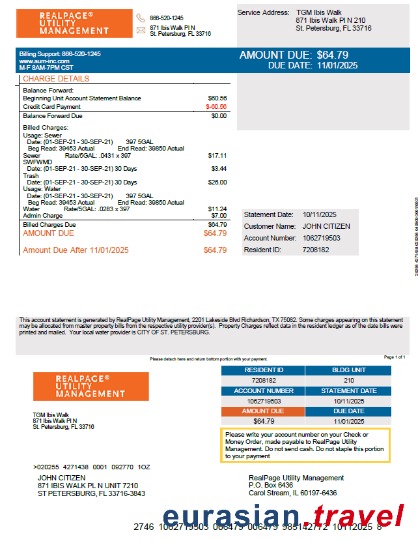 REALPAGE®
UTILITY
MANAGEMENT
866-520-1245
871 Ibis Walk Pl N
St. Petersburg, FL 33716
Service Address: TGM Ibis Walk
871 Ibis Walk Pl N 210
St. Petersburg, FL 33716
Billing Support: 866-520-1245
www.aum-inc.com
M-F 8AM-7PM CST
AMOUNT DUE: $64.79
DUE DATE: 11/01/2025
CHARGE DETAILS
Balance Forward:
Beginning Unit Account Statement Balance $60.56
Credit Card Payment $-60.56
Balance Forward Due $0.00
Billed Charges:
Usage: Sewer
Date: (01-SEP-21 - 30-SEP-21) 397 5GAL
Beg Read: 39453 Actual End Read: 39850 Actual
Sewer Rate/5GAL: .0431 x 397 $17.11
SWFWMD
Date: (01-SEP-21 - 30-SEP-21) 30 Days $3.44
Trash
Date: (01-SEP-21 - 30-SEP-21) 30 Days $26.00
Usage: Water
Date: (01-SEP-21 - 30-SEP-21) 397 5GAL
Beg Read: 39453 Actual End Read: 39850 Actual
Water Rate/5GAL: .0283 x 397 $11.24
Admin Charge $7.00
Billed Charges Due $64.79
AMOUNT DUE $64.79
Amount Due After 11/01/2025 $64.79
Statement Date: 10/11/2025
Customer Name: JOHN CITIZEN
Account Number: 1062719503
Resident ID: 7208182
This account statement is generated by RealPage Utility Management, 2201 Lakeside Blvd Richardson, TX 75082. Some charges appearing on this statement
may be allocated from master property bills from the respective utility provider(s). Property Charges reflect data in the resident ledger as of the date bills were
printed and mailed. Your local water provider is CITY OF ST. PETERSBURG.
Page 1 of 1
Please detach here and return bottom portion with your payment.
REALPAGE®
UTILITY
MANAGEMENT
TGM Ibis Walk
871 Ibis Walk Pl N
St. Petersburg, FL 33716
RESIDENT ID BLDG UNIT
7208182 210
ACCOUNT NUMBER STATEMENT DATE
1062719503 10/11/2025
AMOUNT DUE DUE DATE
$64.79 11/01/2025
Please write your account number on your Check or
Money Order, made payable to RealPage Utility
Management. Do not send cash. Do not staple this portion
to your payment
>020255 4271438 0001 092770 1OZ
JOHN CITIZEN
871 IBIS WALK PL N UNIT 7210
ST PETERSBURG, FL 33716-3843
RealPage Utility Management
P.O. Box 6436
Carol Stream, IL 60197-6436
eurasian.travel
2746 1062719503 006479 006479 985142772 10112025 8